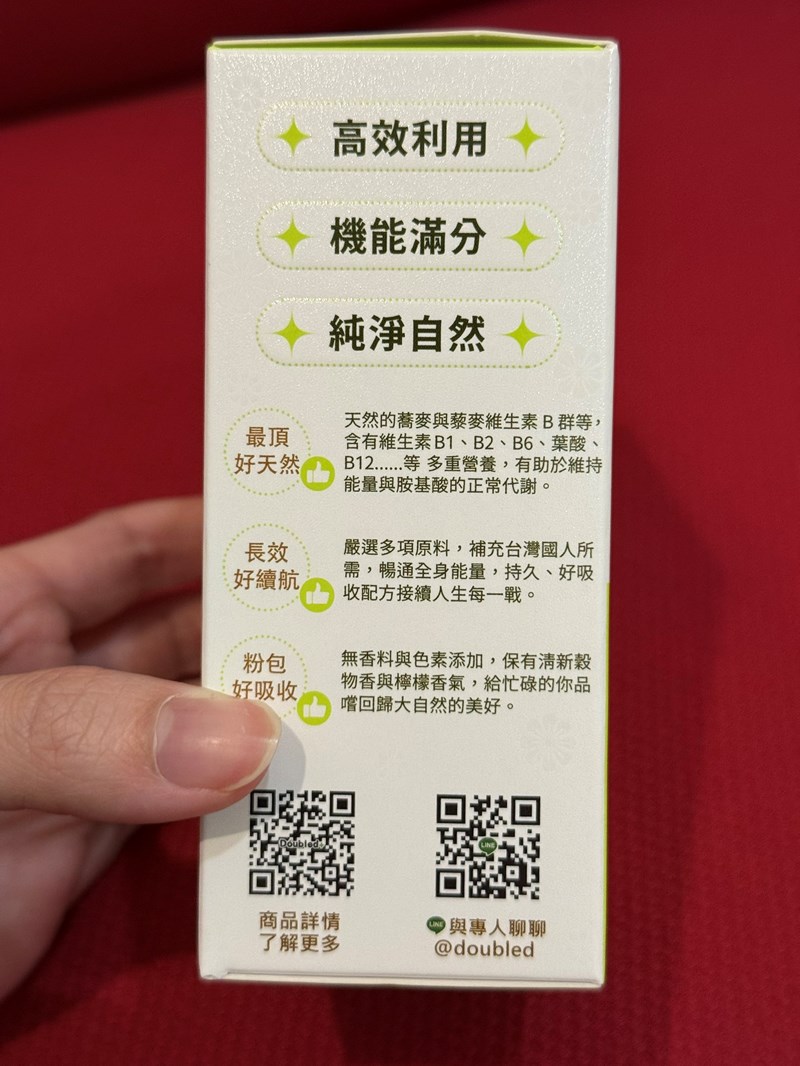 高效利用
機能滿分
純淨自然
最頂
好天然
天然的蕎麥與藜麥維生素 B 群等，
含有維生素B1、B2、B6、葉酸、
B12......等 多重營養，有助於維持
能量與胺基酸的正常代謝。
長效
好續航
嚴選多項原料，補充台灣國人所
需，暢通全身能量，持久、好吸
收配方接續人生每一戰。
粉包
好吸收
無香料與色素添加，保有清新穀
物香與檸檬香氣，給忙碌的你品
嚐回歸大自然的美好。
Doubled
LINE
商品詳情
了解更多
LINE 與專人聊聊
@doubled